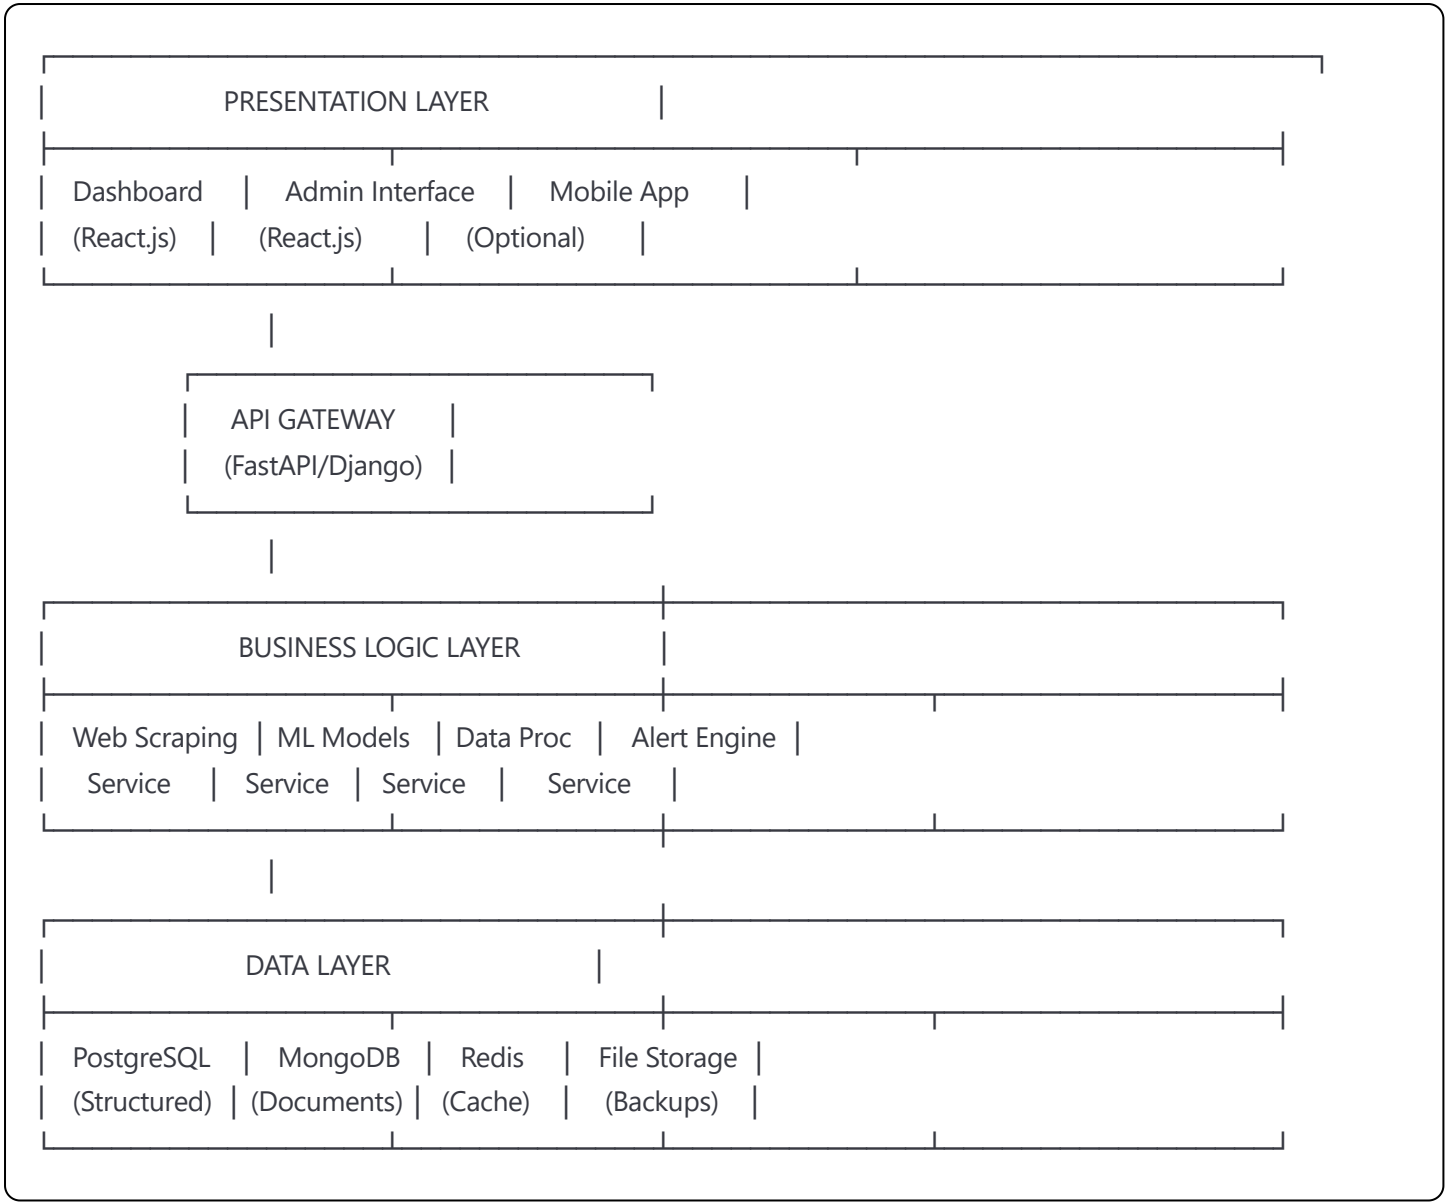 PRESENTATION LAYER
Dashboard │ Admin Interface │ Mobile App
(React.js) │ (React.js) │ (Optional)
API GATEWAY
(FastAPI/Django)
BUSINESS LOGIC LAYER
Web Scraping │ ML Models │ Data Proc │ Alert Engine
Service │ Service │ Service │ Service
DATA LAYER
PostgreSQL │ MongoDB │ Redis │ File Storage
(Structured) │ (Documents) │ (Cache) │ (Backups)